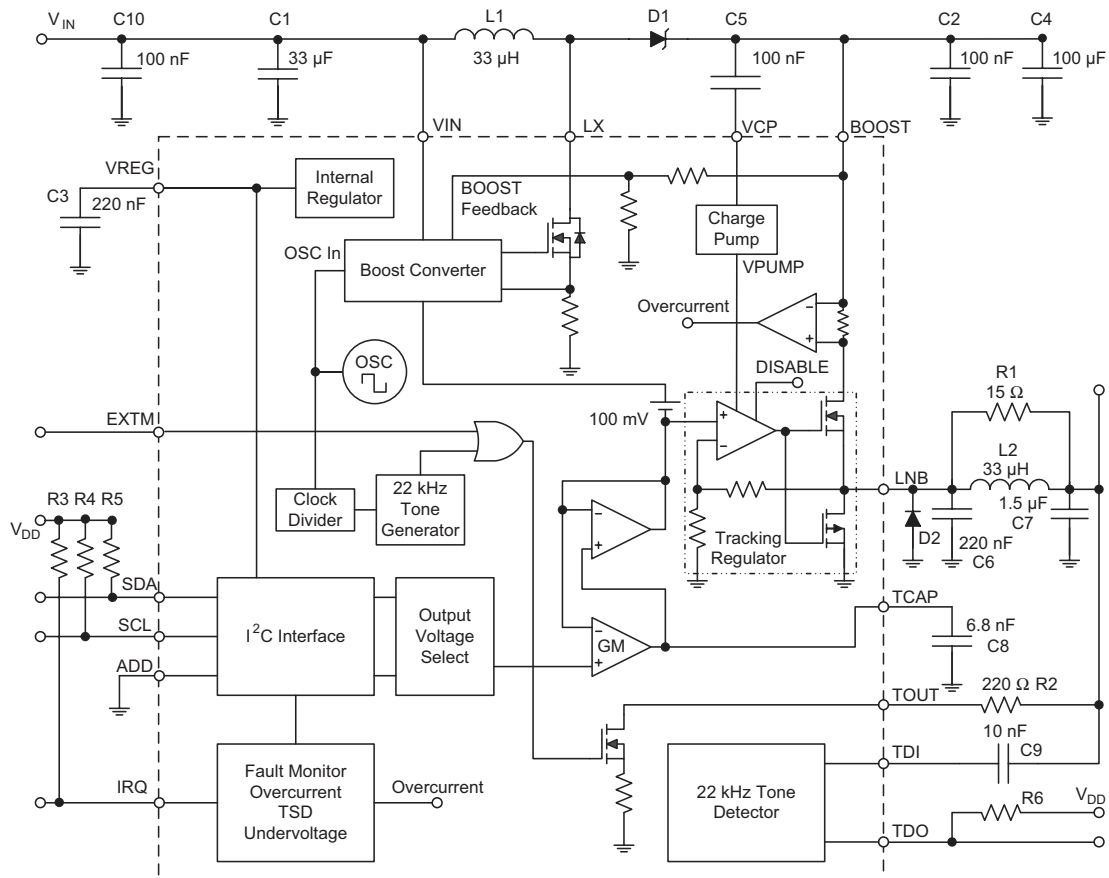 V IN
C10
C1
L1
D1
C5
C2
C4
100 nF
33 µF
33 µH
100 nF
100 nF
100 µF
VIN
LX
VCP
BOOST
VREG
C3
220 nF
Internal
Regulator
BOOST
Feedback
Charge
Pump
OSC In
Boost Converter
VPUMP
Overcurrent
−
+
OSC
DISABLE
R1
15 Ω
100 mV
EXTM
+
−
L2
33 µH
LNB
1.5 µF
C7
Clock
Divider
22 kHz
Tone
Generator
R3 R4 R5
V DD
−
+
Tracking
Regulator
D2
220 nF
C6
SDA
TCAP
SCL
I2C Interface
Output
Voltage
Select
−
GM
+
6.8 nF
C8
ADD
TOUT
220 Ω R2
10 nF
C9
TDI
IRQ
Fault Monitor
Overcurrent
TSD
Undervoltage
Overcurrent
22 kHz Tone
Detector
R6
V DD
TDO